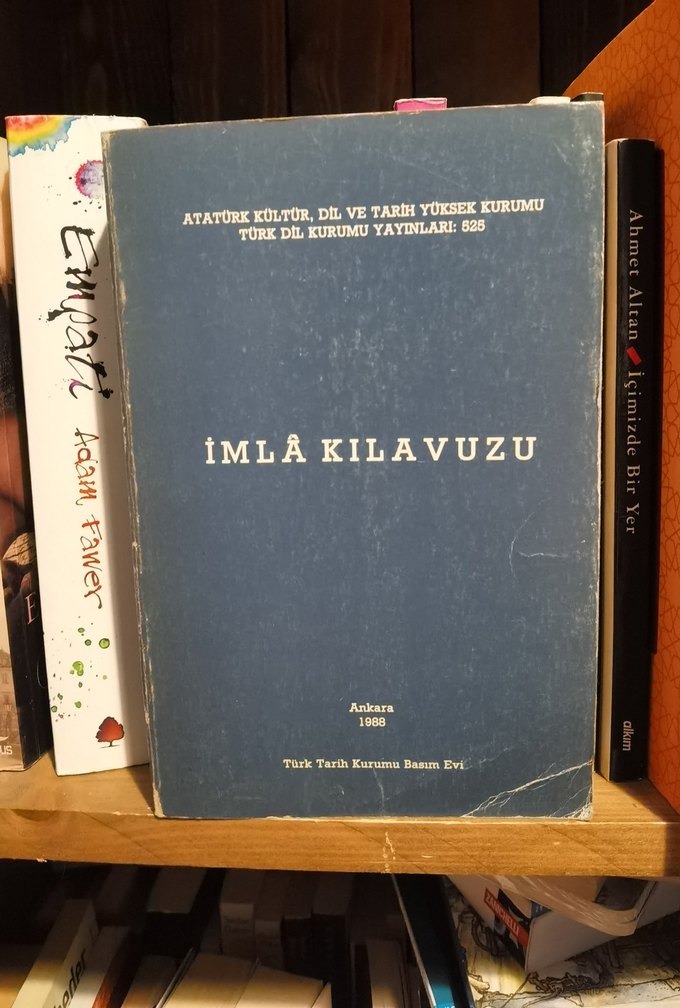 ATATÜRK KÜLTÜR, DİL VE TARİH YÜKSEK KURUMU
TÜRK DİL KURUMU YAYINLARI: 525
İMLÂ KILAVUZU
Ankara
1988
Türk Tarih Kurumu Basım Evi
Empati
Adam Fawer
Ahmet Altan İçimizde Bir Yer
alkım
ZANICHELLI